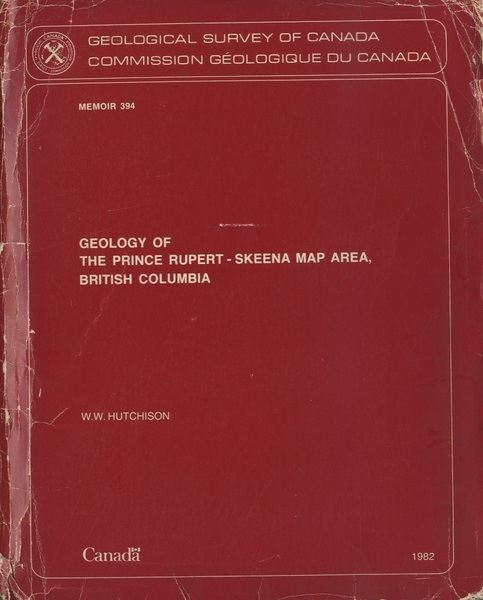 GEOLOGICAL SURVEY OF CANADA
COMMISSION GÉOLOGIQUE DU CANADA
MEMOIR 394
GEOLOGY OF
THE PRINCE RUPERT - SKEENA MAP AREA,
BRITISH COLUMBIA
W.W. HUTCHISON
Canada
1982